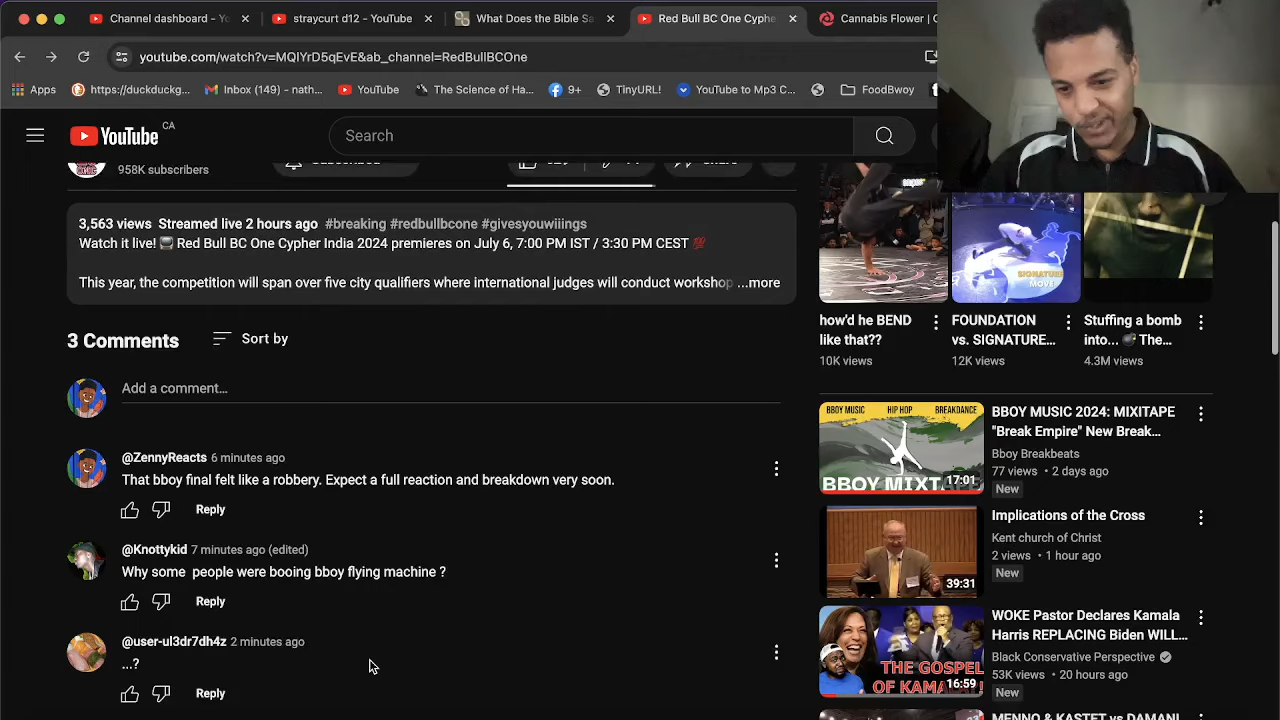 Channel dashboard - Y
straycurt d12 - YouTube
What Does the Bible Sa
Red Bull BC One Cyphe
Cannabis Flower | O
youtube.com/watch?v=MQIYrD5qEvE&ab_channel=RedBullBCOne
Apps
https://duckduckg...
Inbox (149) - nath...
YouTube
The Science of Ha...
9+
TinyURL!
YouTube to Mp3 C...
FoodBwoy
YouTube CA
Search
958K subscribers
3,563 views Streamed live 2 hours ago #breaking #redbullbcone #givesyouwiiings
Watch it live! Red Bull BC One Cypher India 2024 premieres on July 6, 7:00 PM IST / 3:30 PM CEST 💯
This year, the competition will span over five city qualifiers where international judges will conduct workshop ...more
3 Comments
Sort by
Add a comment...
@ZennyReacts 6 minutes ago
That bboy final felt like a robbery. Expect a full reaction and breakdown very soon.
Reply
@Knottykid 7 minutes ago (edited)
Why some people were booing bboy flying machine ?
Reply
@user-ul3dr7dh4z 2 minutes ago
...?
Reply
SIGNATURE
MOVE
how'd he BEND
like that??
10K views
FOUNDATION
vs. SIGNATURE...
12K views
Stuffing a bomb
into... 💣 The...
4.3M views
BBOY MUSIC HIP HOP BREAKDANCE
BBOY MIXTAPE
17:01
BBOY MUSIC 2024: MIXTAPE
"Break Empire" New Break...
Bboy Breakbeats
77 views • 2 days ago
New
39:31
Implications of the Cross
Kent church of Christ
2 views • 1 hour ago
New
THE GOSPEL
OF KAMALA!
16:59
WOKE Pastor Declares Kamala
Harris REPLACING Biden WILL...
Black Conservative Perspective
53K views • 20 hours ago
New
MENNO & KASTET vs DAMANI